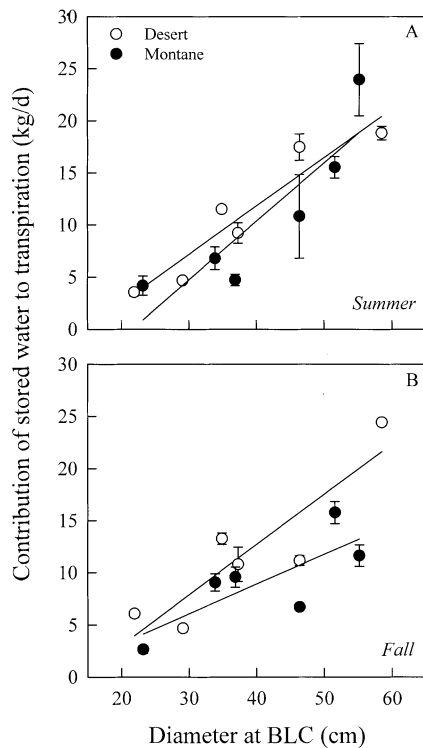 30
25
20
15
10
5
0
Desert
Montane
A
Summer
30
25
20
15
10
5
0
B
Fall
20 30 40 50 60
Diameter at BLC (cm)
Contribution of stored water to transpiration (kg/d)